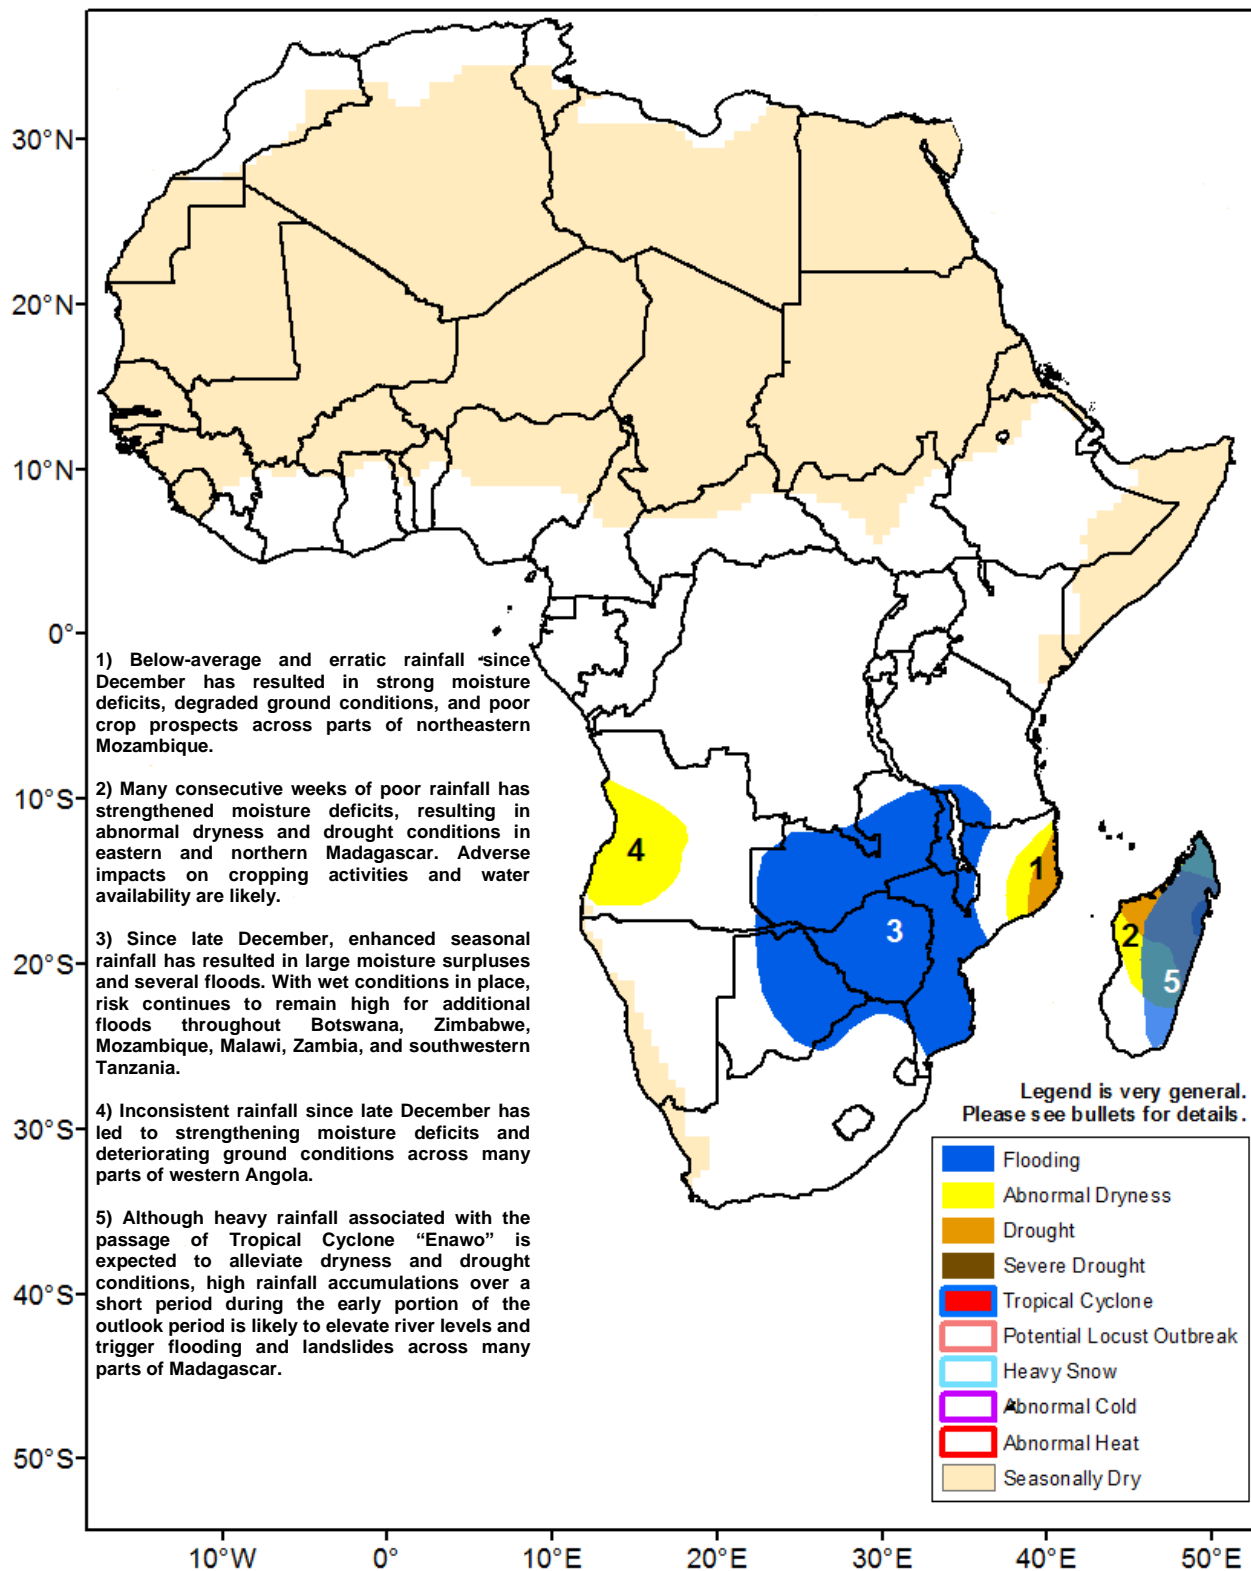 30°N
20°N
10°N
0°
10°S
20°S
30°S
40°S
50°S
1) Below-average and erratic rainfall since
December has resulted in strong moisture
deficits, degraded ground conditions, and poor
crop prospects across parts of northeastern
Mozambique.
2) Many consecutive weeks of poor rainfall has
strengthened moisture deficits, resulting in
abnormal dryness and drought conditions in
eastern and northern Madagascar. Adverse
impacts on cropping activities and water
availability are likely.
3) Since late December, enhanced seasonal
rainfall has resulted in large moisture surpluses
and several floods. With wet conditions in place,
risk continues to remain high for additional
floods throughout Botswana, Zimbabwe,
Mozambique, Malawi, Zambia, and southwestern
Tanzania.
4) Inconsistent rainfall since late December has
led to strengthening moisture deficits and
deteriorating ground conditions across many
parts of western Angola.
5) Although heavy rainfall associated with the
passage of Tropical Cyclone “Enawo” is
expected to alleviate dryness and drought
conditions, high rainfall accumulations over a
short period during the early portion of the
outlook period is likely to elevate river levels and
trigger flooding and landslides across many
parts of Madagascar.
4
3
1
2
5
Legend is very general.
Please see bullets for details.
Flooding
Abnormal Dryness
Drought
Severe Drought
Tropical Cyclone
Potential Locust Outbreak
Heavy Snow
Abnormal Cold
Abnormal Heat
Seasonally Dry
10°W
0°
10°E
20°E
30°E
40°E
50°E